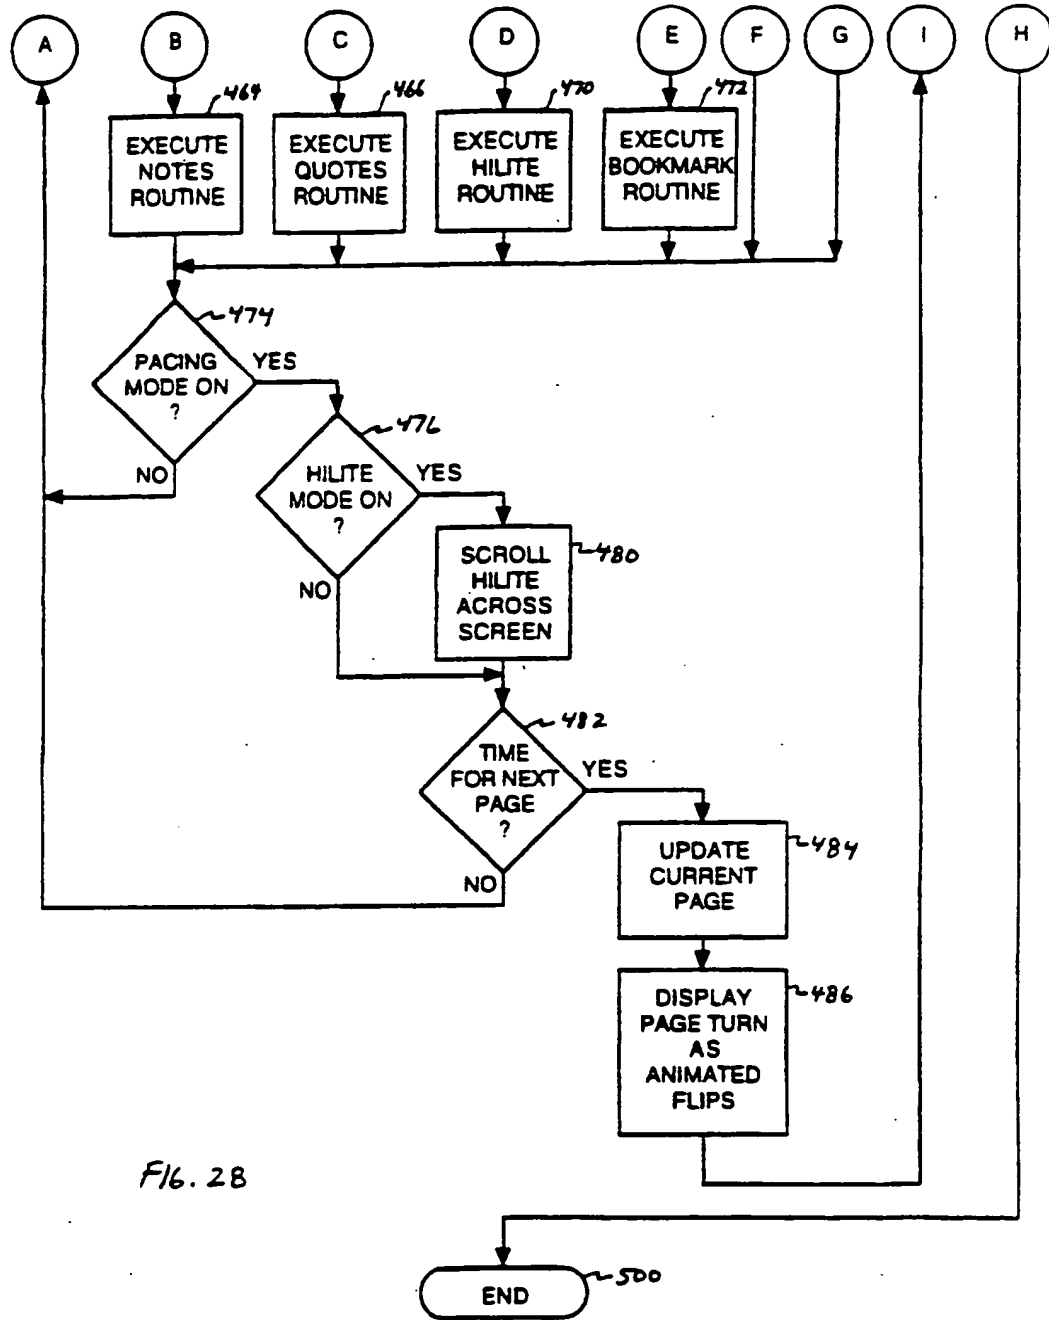 A
B
C
D
E
F
G
I
H
464
466
470
472
EXECUTE
NOTES
ROUTINE
EXECUTE
QUOTES
ROUTINE
EXECUTE
HILITE
ROUTINE
EXECUTE
BOOKMARK
ROUTINE
474
PACING
MODE ON
?
YES
NO
476
HILITE
MODE ON
?
YES
NO
480
SCROLL
HILITE
ACROSS
SCREEN
482
TIME
FOR NEXT
PAGE
?
YES
NO
484
UPDATE
CURRENT
PAGE
486
DISPLAY
PAGE TURN
AS
ANIMATED
FLIPS
FIG. 28
500
END